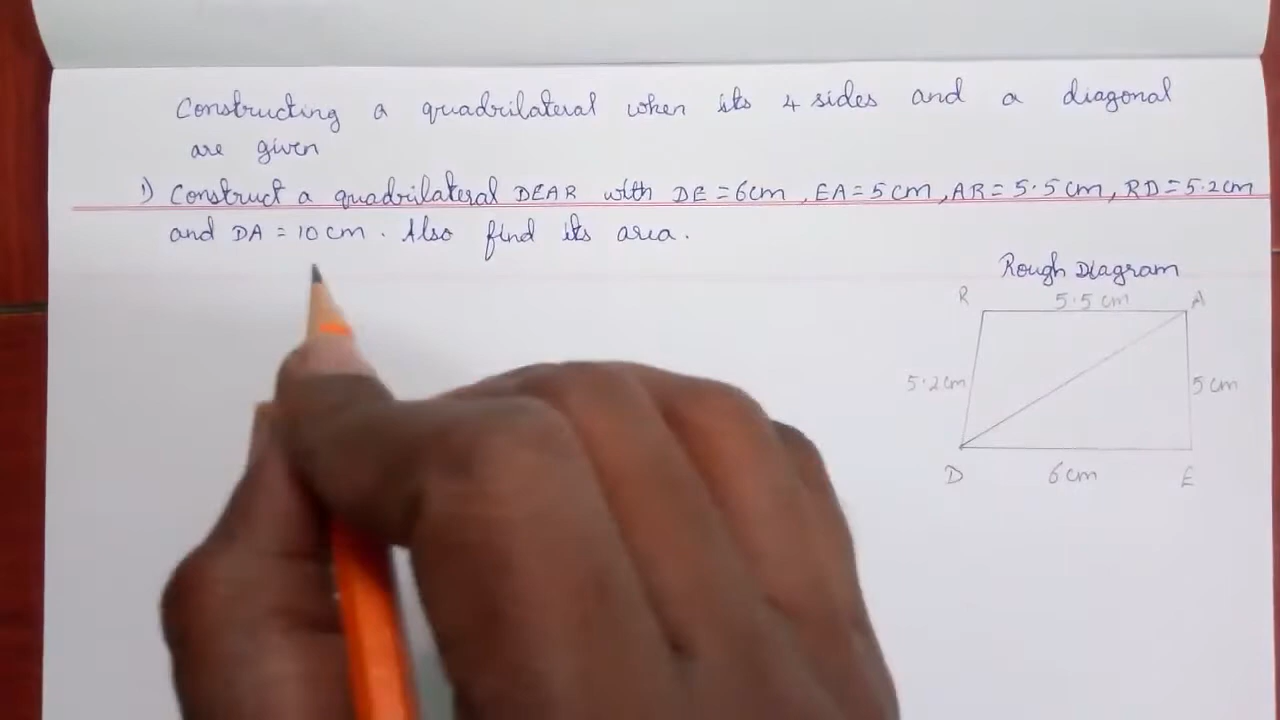 Constructing a quadrilateral when its 4 sides and a diagonal
are given
1) Construct a quadrilateral DEAR with DE = 6cm, EA = 5cm, AR = 5.5cm, RD = 5.2cm
and DA = 10cm. Also find its area.
Rough Diagram
R 5.5 cm A
5.2cm 5 cm
D 6 cm E